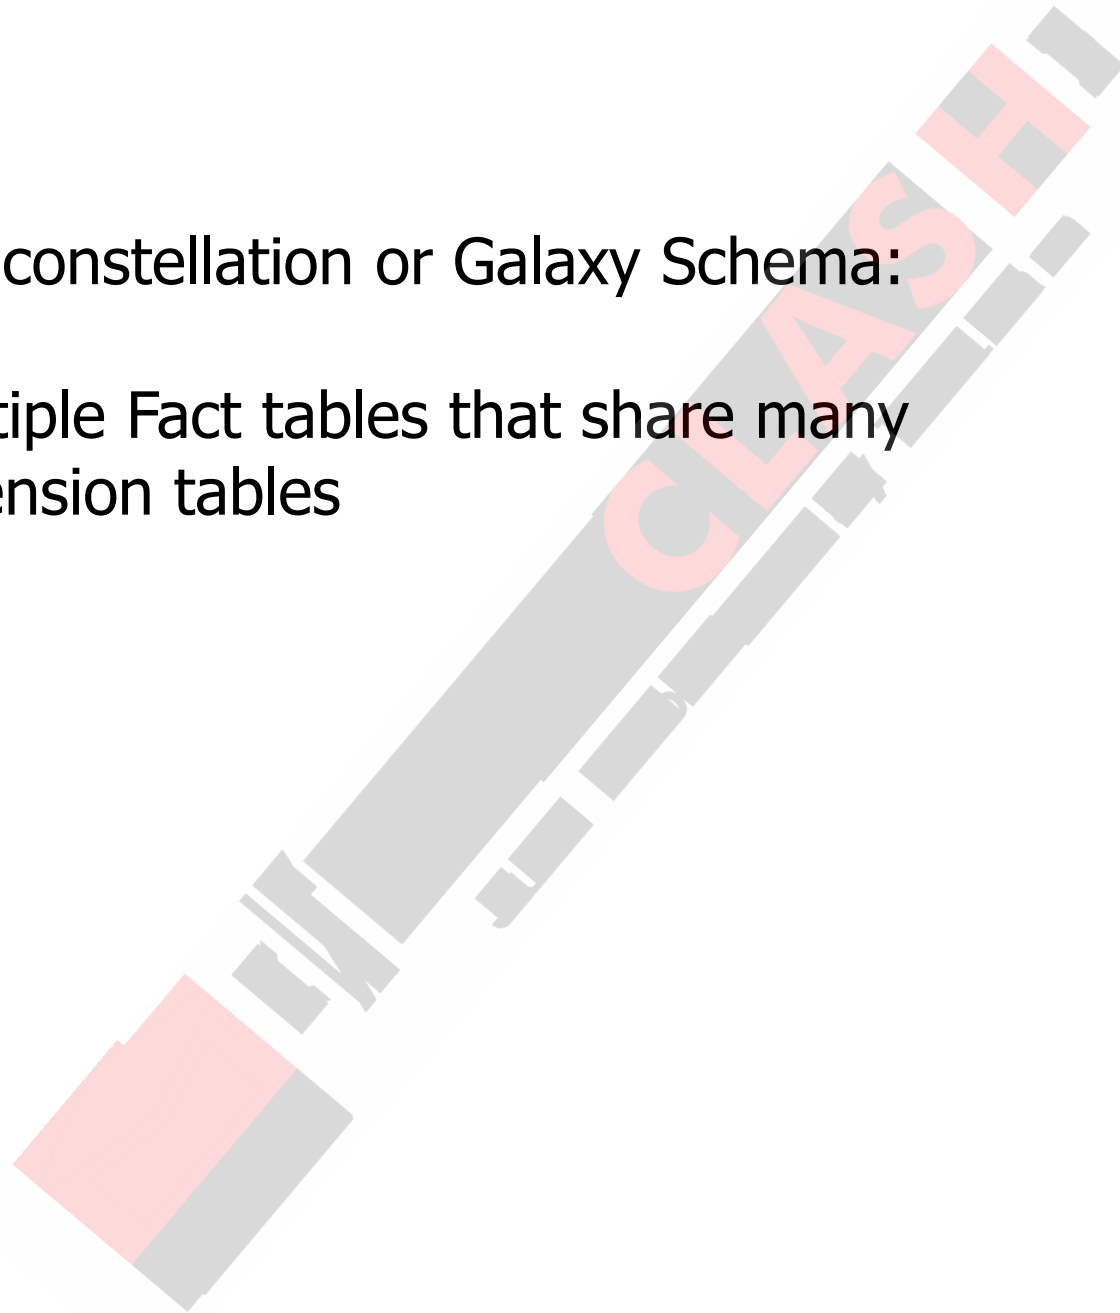 constellation or Galaxy Schema:
tiple Fact tables that share many
ension tables
CLASH